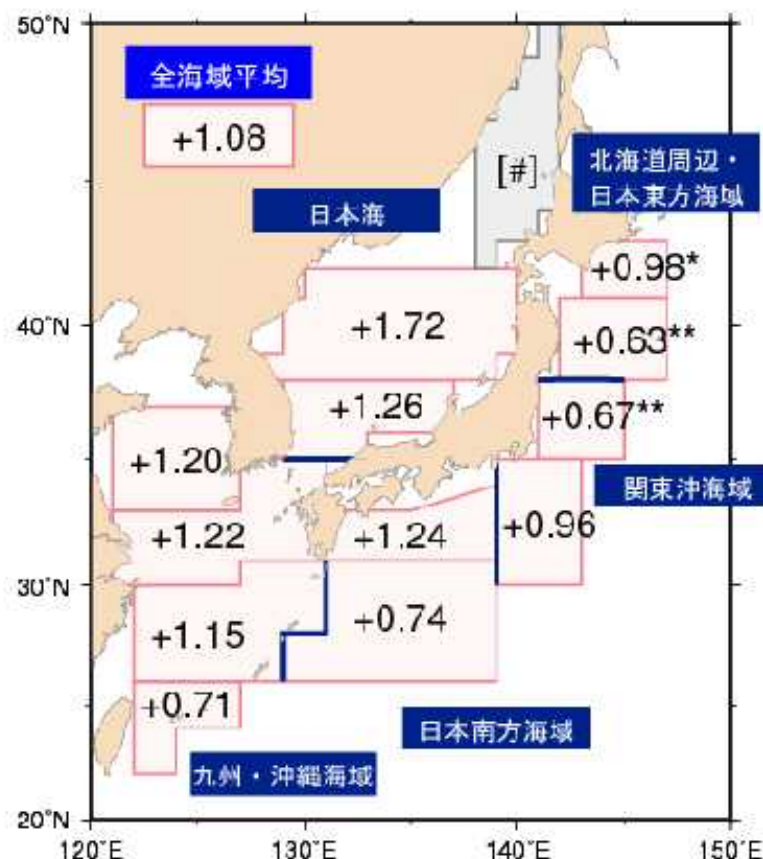 50°N
全海域平均
+1.08
[#]
北海道周辺・
日本東方海域
日本海
+0.98*
40°N
+1.72
+0.63**
+1.26
+0.67**
+1.20
関東沖海域
+1.22
+1.24
+0.96
30°N
+1.15
+0.74
+0.71
日本南方海域
九州・沖縄海域
20°N
120°E
130°E
140°E
150°E